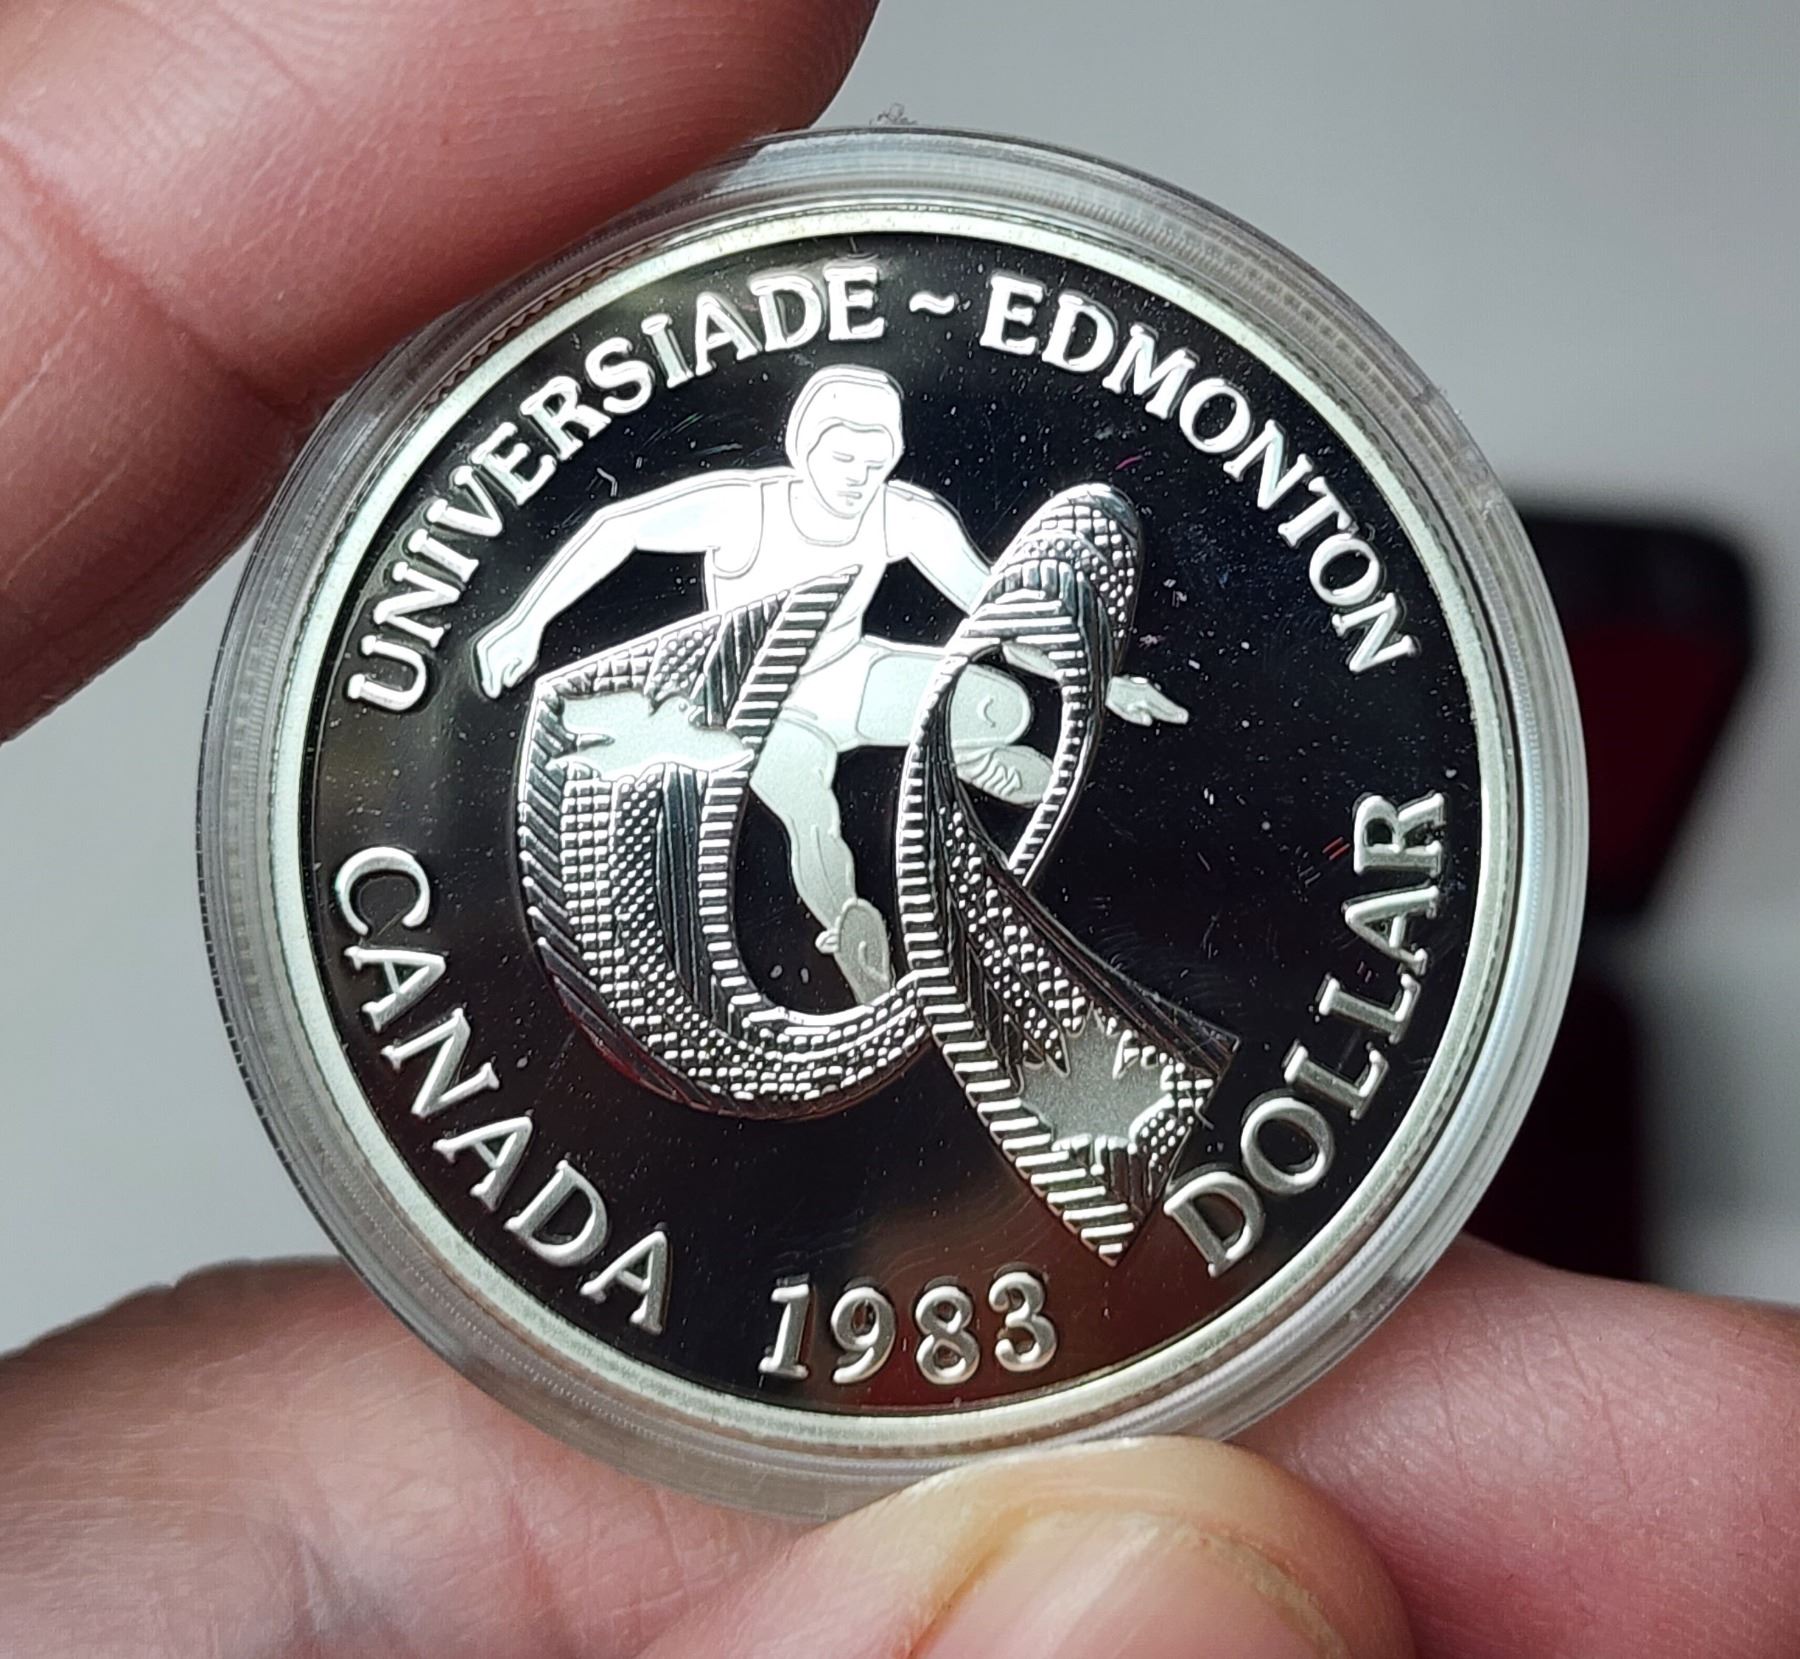 UNIVERSIADE ~ EDMONTON
CANADA 1983 DOLLAR